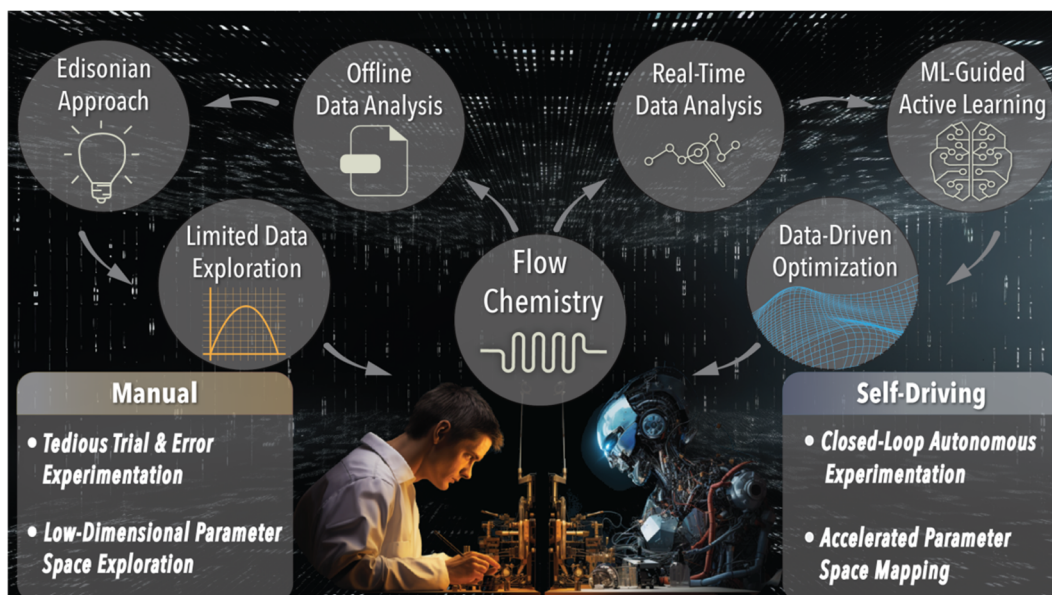 Edisonian
Approach
Offline
Data Analysis
Real-Time
Data Analysis
ML-Guided
Active Learning
Limited Data
Exploration
Flow
Chemistry
Data-Driven
Optimization
Manual
• Tedious Trial & Error
Experimentation
• Low-Dimensional Parameter
Space Exploration
Self-Driving
• Closed-Loop Autonomous
Experimentation
• Accelerated Parameter
Space Mapping